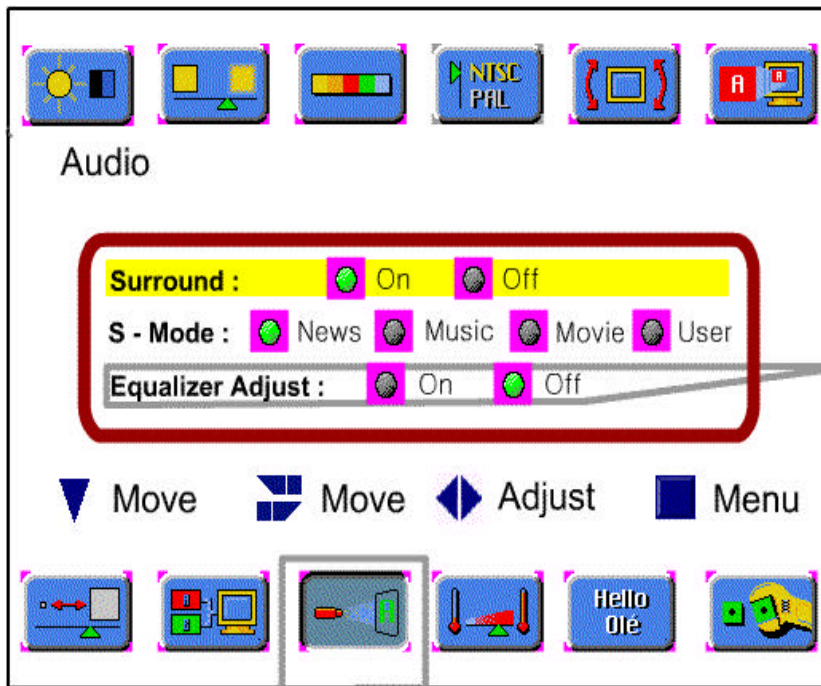 NTSC
PAL
A
A
Audio
Surround : On Off
S - Mode : News Music Movie User
Equalizer Adjust : On Off
Move Move Adjust Menu
Hello
Olé